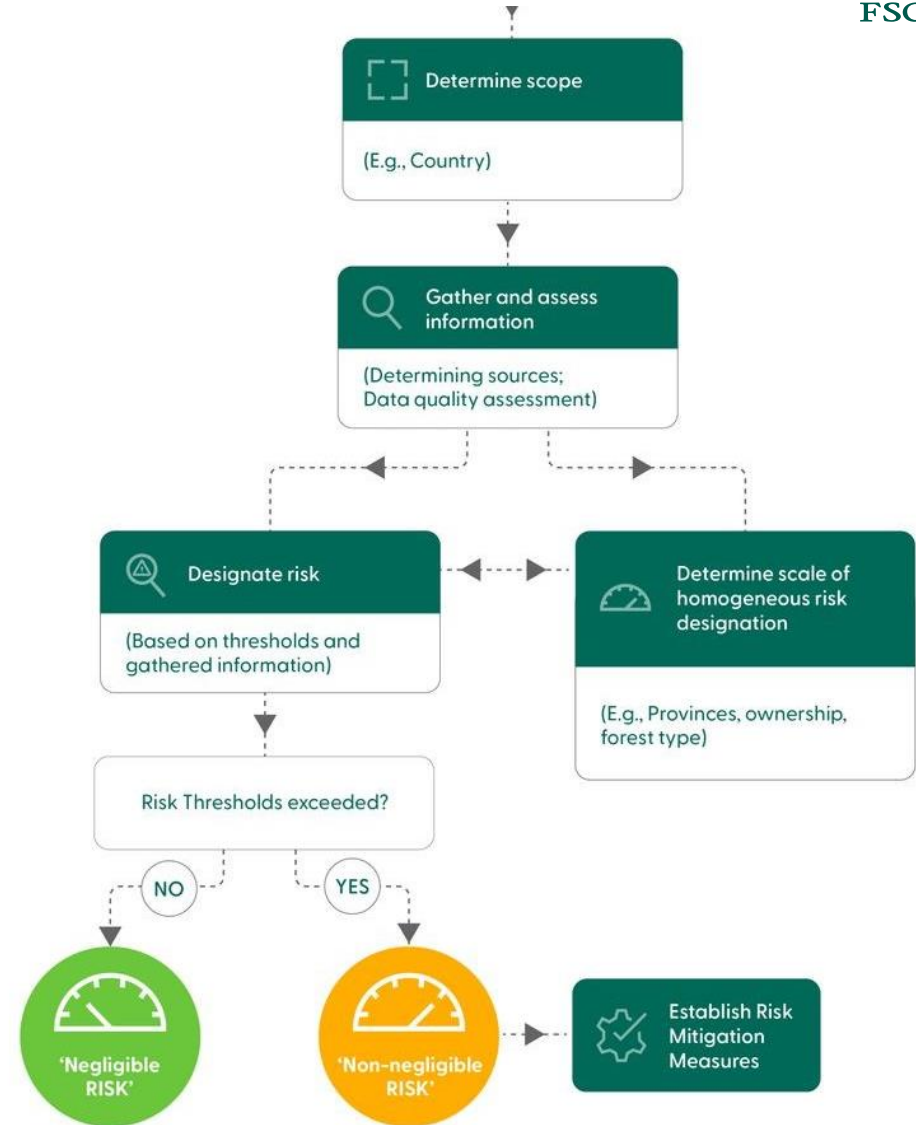 FSC
Determine scope
(E.g., Country)
Gather and assess
information
(Determining sources;
Data quality assessment)
Designate risk
(Based on thresholds and
gathered information)
Determine scale of
homogeneous risk
designation
(E.g., Provinces, ownership,
forest type)
Risk Thresholds exceeded?
NO
YES
‘Negligible
RISK’
‘Non-negligible
RISK’
Establish Risk
Mitigation
Measures